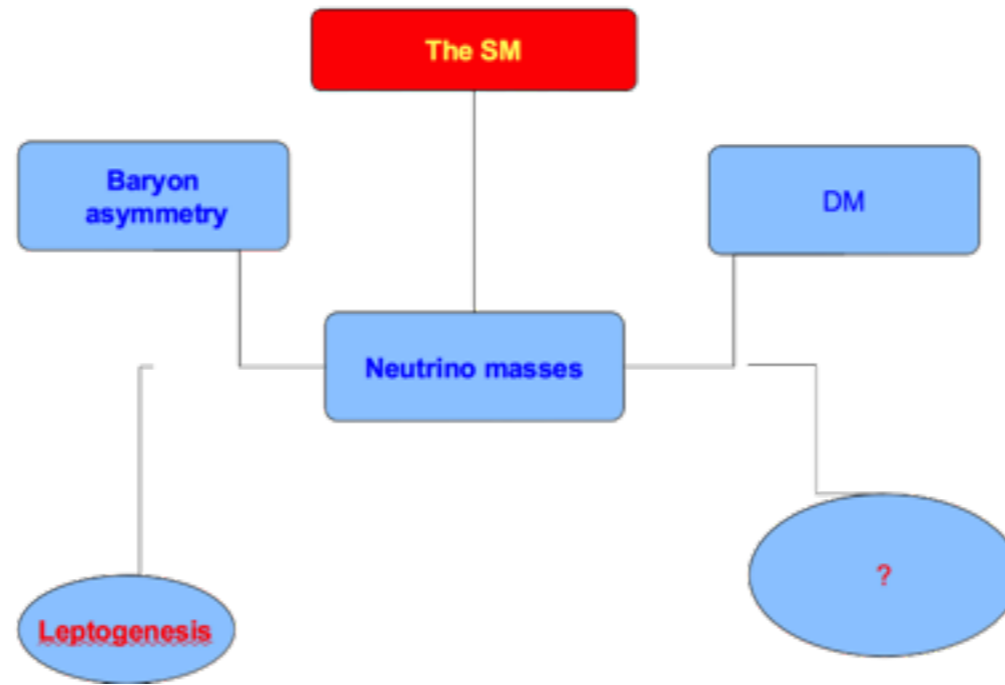 The SM
Baryon
asymmetry
DM
Neutrino masses
Leptogenesis
?